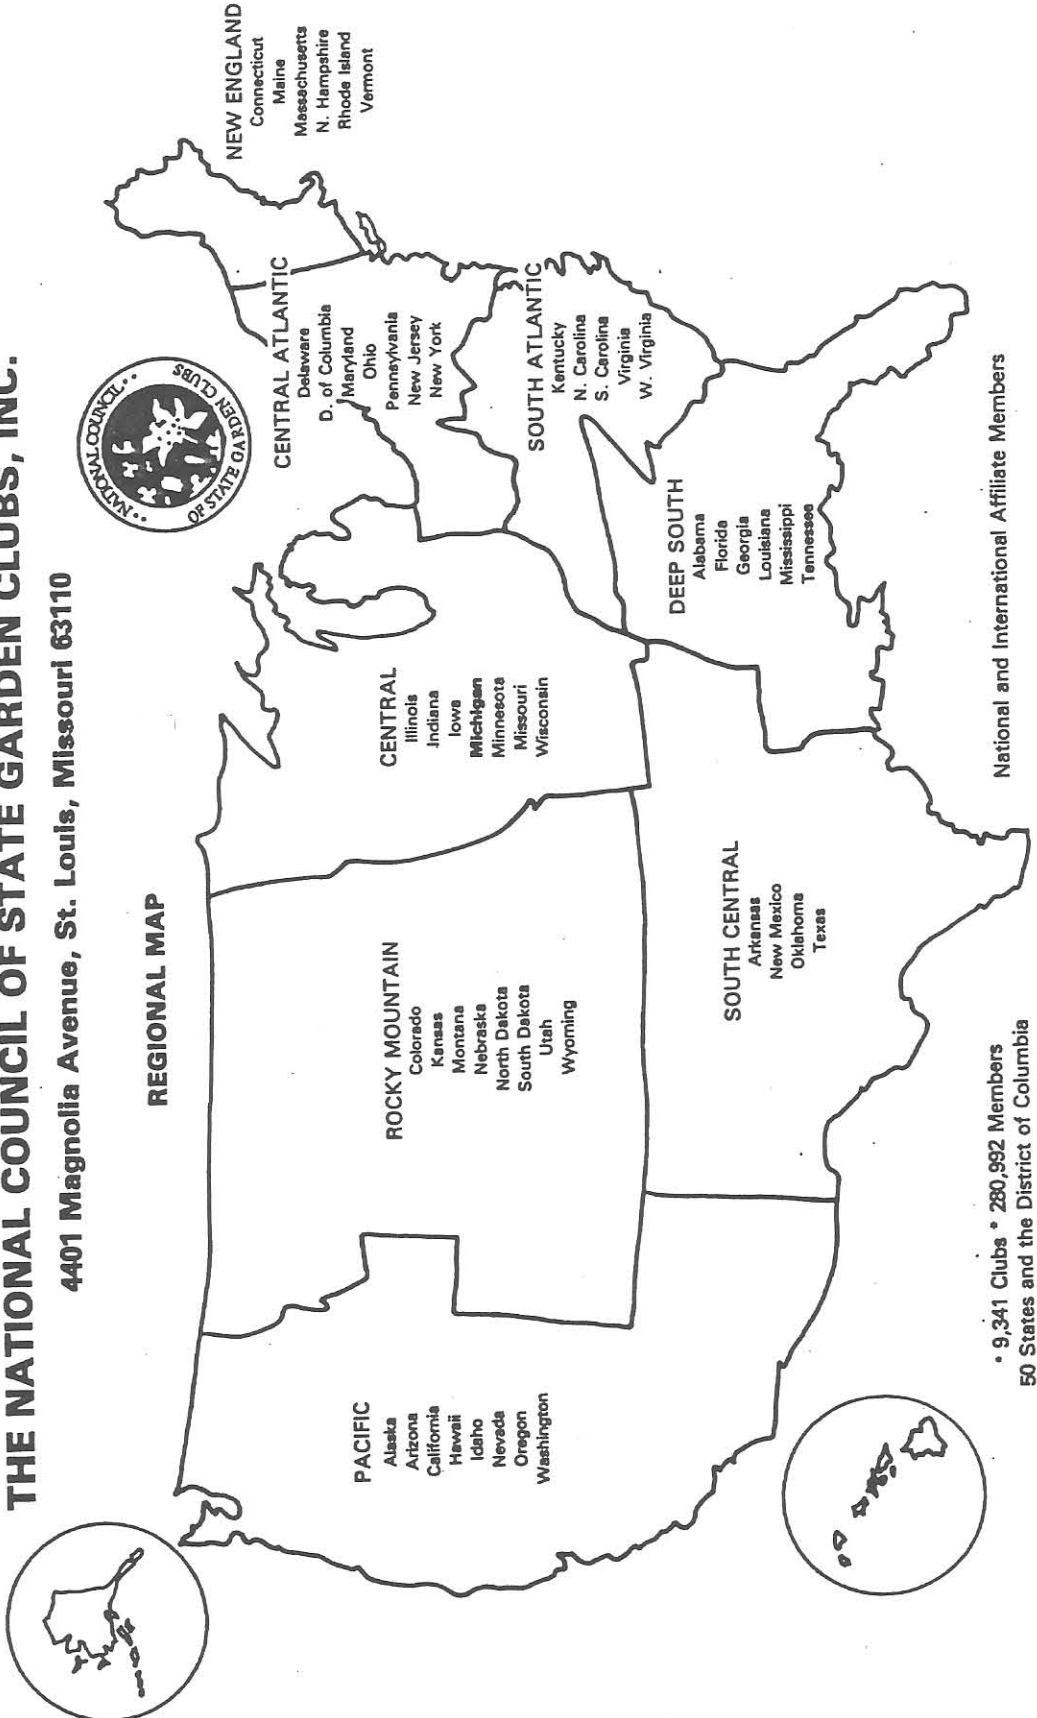 THE NATIONAL COUNCIL OF STATE GARDEN CLUBS, INC.
4401 Magnolia Avenue, St. Louis, Missouri 63110
REGIONAL MAP
• • NATIONAL COUNCIL • •
OF STATE GARDEN CLUBS
PACIFIC
Alaska
Arizona
California
Hawaii
Idaho
Nevada
Oregon
Washington
ROCKY MOUNTAIN
Colorado
Kansas
Montana
Nebraska
North Dakota
South Dakota
Utah
Wyoming
CENTRAL
Illinois
Indiana
Iowa
Michigan
Minnesota
Missouri
Wisconsin
CENTRAL ATLANTIC
Delaware
D. of Columbia
Maryland
Ohio
Pennsylvania
New Jersey
New York
NEW ENGLAND
Connecticut
Maine
Massachusetts
N. Hampshire
Rhode Island
Vermont
SOUTH ATLANTIC
Kentucky
N. Carolina
S. Carolina
Virginia
W. Virginia
DEEP SOUTH
Alabama
Florida
Georgia
Louisiana
Mississippi
Tennessee
SOUTH CENTRAL
Arkansas
New Mexico
Oklahoma
Texas
• 9,341 Clubs * 280,992 Members
50 States and the District of Columbia
National and International Affiliate Members